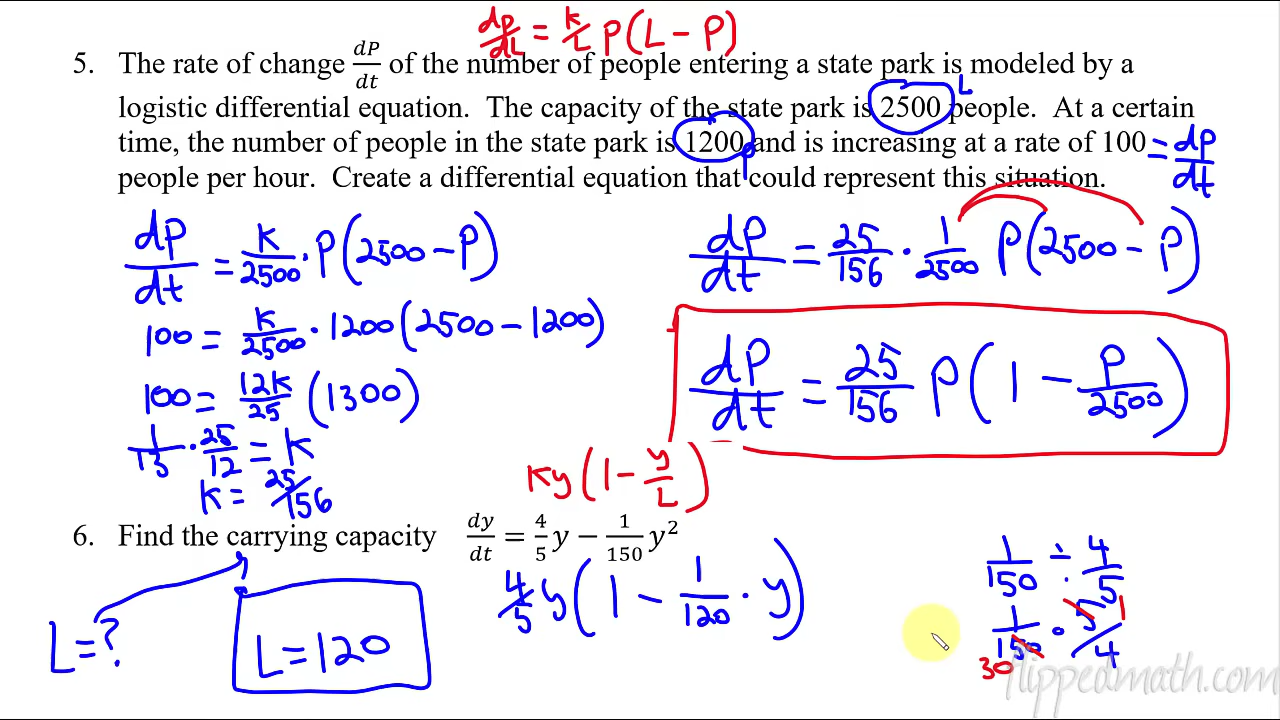 dP/dL = K/L P(L − P)
5. The rate of change dP/dt of the number of people entering a state park is modeled by a
L
logistic differential equation. The capacity of the state park is 2500 people. At a certain
time, the number of people in the state park is 1200 and is increasing at a rate of 100 = dP/dt
P
people per hour. Create a differential equation that could represent this situation.
dP/dt = K/2500 · P(2500 − P)
100 = K/2500 · 1200(2500 − 1200)
100 = 12K/25 (1300)
1/13 · 25/12 = K
K = 25/156
dP/dt = 25/156 · 1/2500 P(2500 − P)
dP/dt = 25/156 P(1 − P/2500)
Ky(1 − y/L)
6. Find the carrying capacity dy/dt = 4/5 y − 1/150 y²
4/5 y(1 − 1/120 · y)
L = ?
L = 120
1/150 ÷ 4/5
1/150 · 5/4
1
30
flippedmath.com